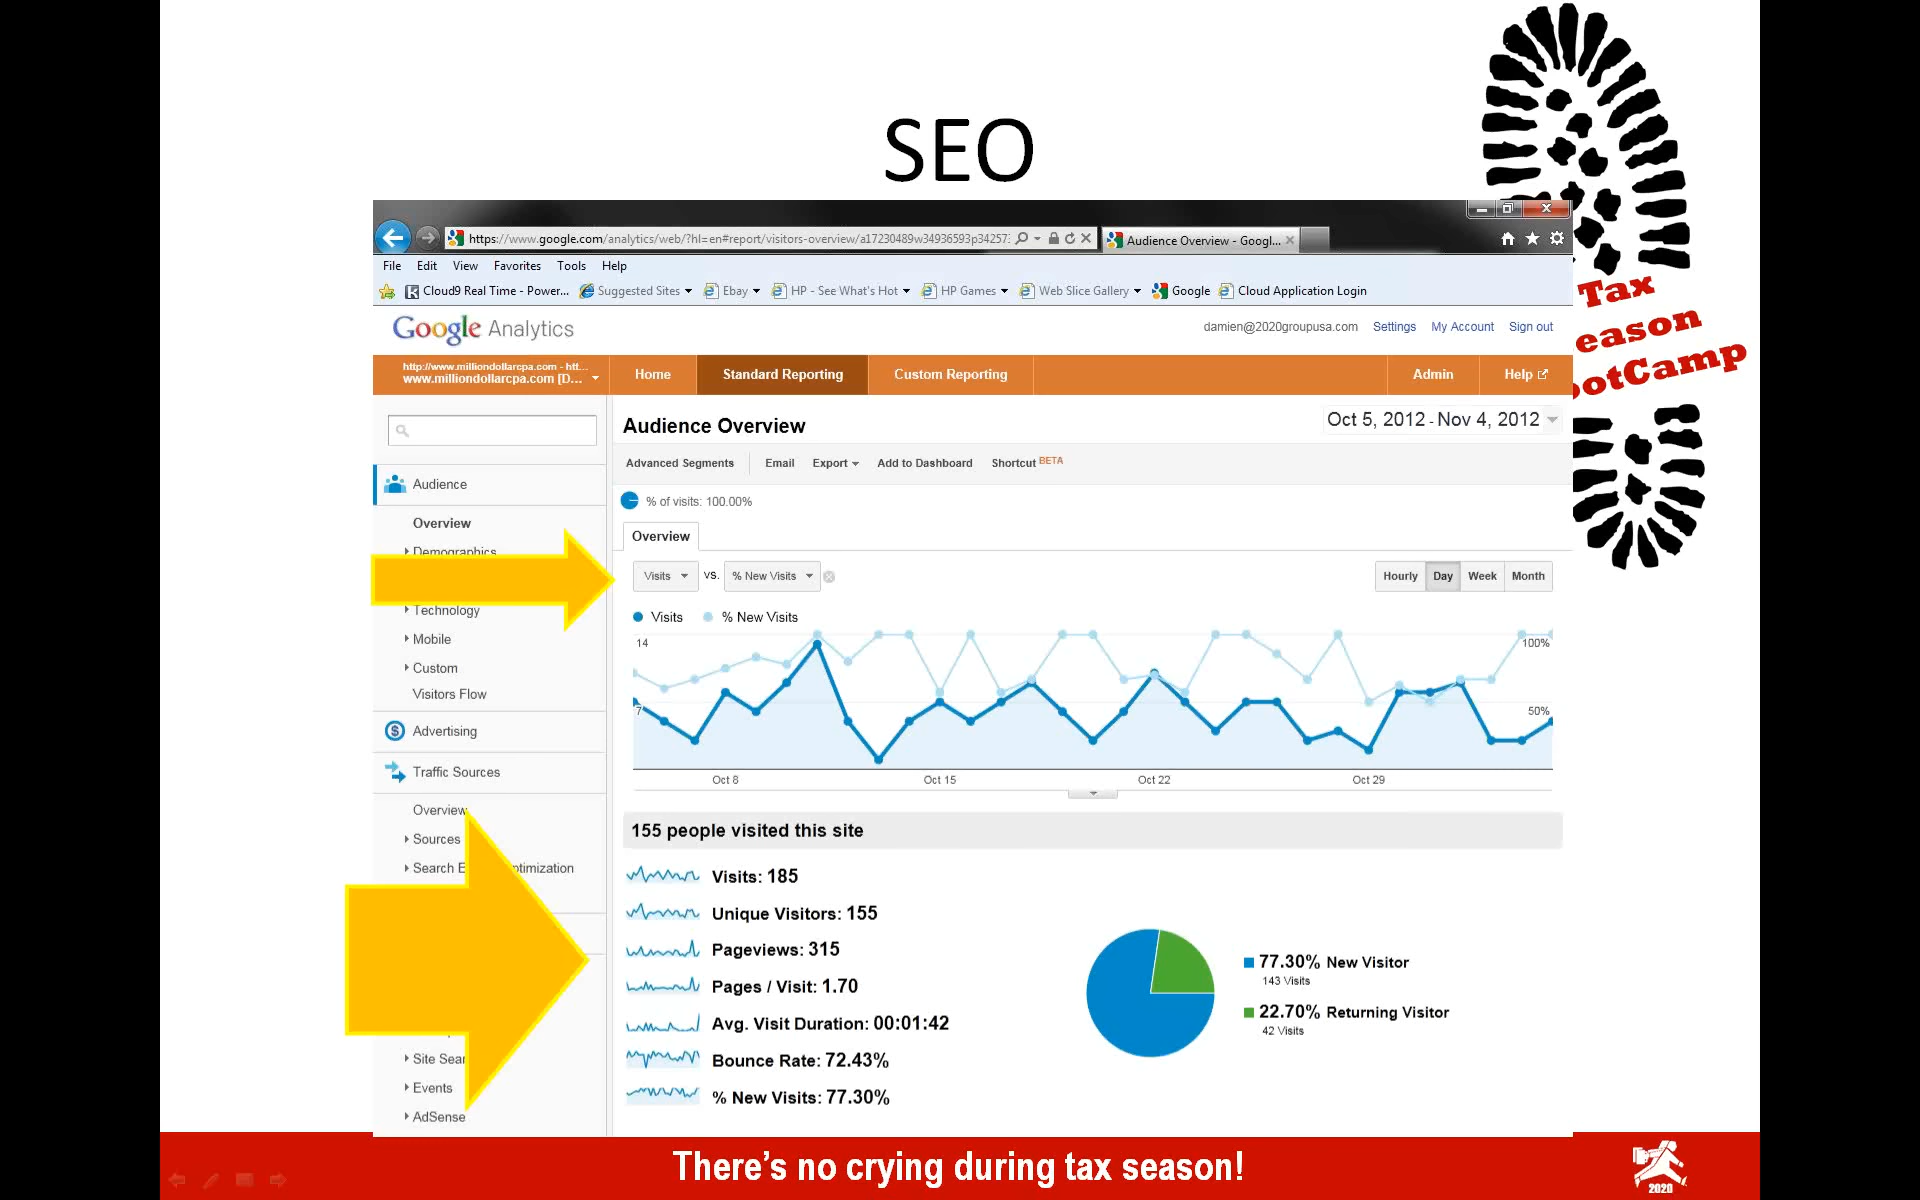 SEO
https://www.google.com/analytics/web/?hl=en#report/visitors-overview/a17230489w34936593p34257
Audience Overview - Googl...
File Edit View Favorites Tools Help
Cloud9 Real Time - Power... Suggested Sites Ebay HP - See What's Hot HP Games Web Slice Gallery Google Cloud Application Login
Google Analytics
damien@2020groupusa.com Settings My Account Sign out
http://www.milliondollarcpa.com - htt...
www.milliondollarcpa.com [D...
Home Standard Reporting Custom Reporting Admin Help
Tax
eason
ootCamp
Audience Overview
Oct 5, 2012 - Nov 4, 2012
Advanced Segments Email Export Add to Dashboard Shortcut BETA
% of visits: 100.00%
Overview
Visits vs. % New Visits
Hourly Day Week Month
Visits % New Visits
14
100%
7
50%
Oct 8 Oct 15 Oct 22 Oct 29
Audience
Overview
Demographics
Technology
Mobile
Custom
Visitors Flow
Advertising
Traffic Sources
Overview
Sources
Search E ptimization
Site Sear
Events
AdSense
155 people visited this site
Visits: 185
Unique Visitors: 155
Pageviews: 315
Pages / Visit: 1.70
Avg. Visit Duration: 00:01:42
Bounce Rate: 72.43%
% New Visits: 77.30%
77.30% New Visitor
143 Visits
22.70% Returning Visitor
42 Visits
There's no crying during tax season!
2020